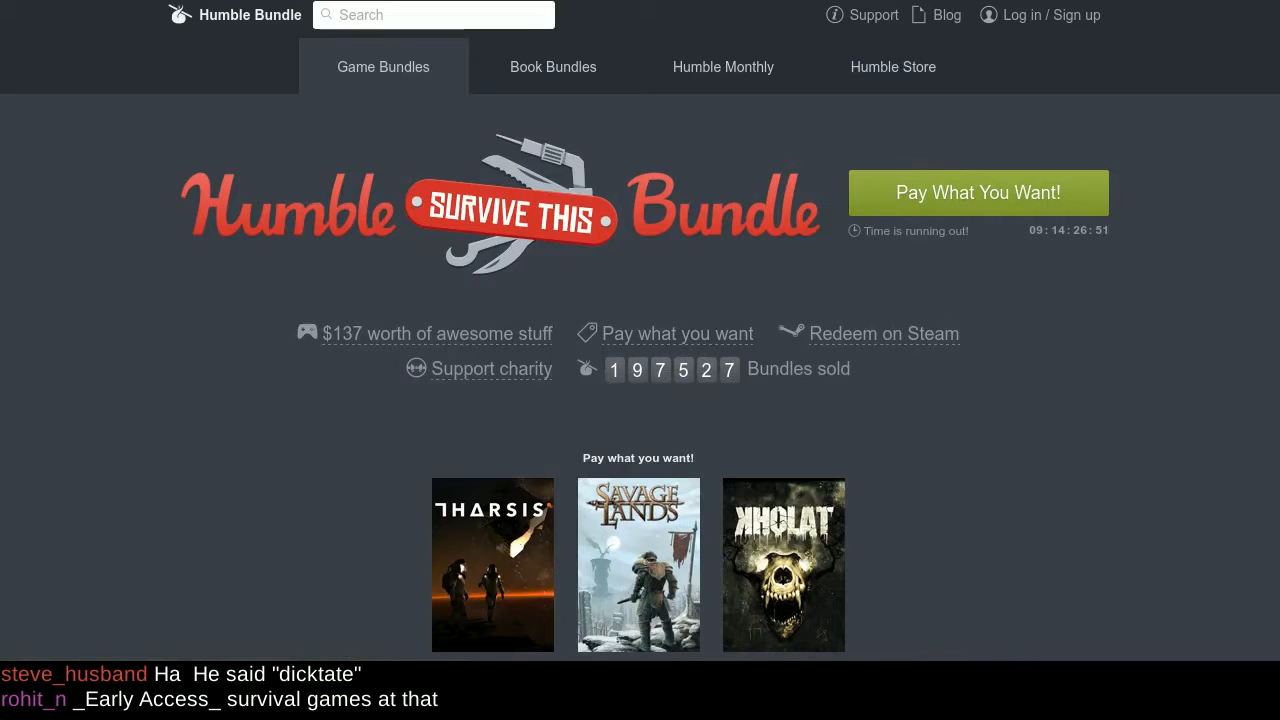 Humble Bundle
Search
Support
Blog
Log in / Sign up
Game Bundles
Book Bundles
Humble Monthly
Humble Store
Humble SURVIVE THIS Bundle
Pay What You Want!
Time is running out!
09:14:26:51
$137 worth of awesome stuff
Pay what you want
Redeem on Steam
Support charity
197527 Bundles sold
Pay what you want!
THARSIS
SAVAGE
LANDS
KHOLAT
steve_husband Ha  He said "dicktate"
rohit_n _Early Access_ survival games at that